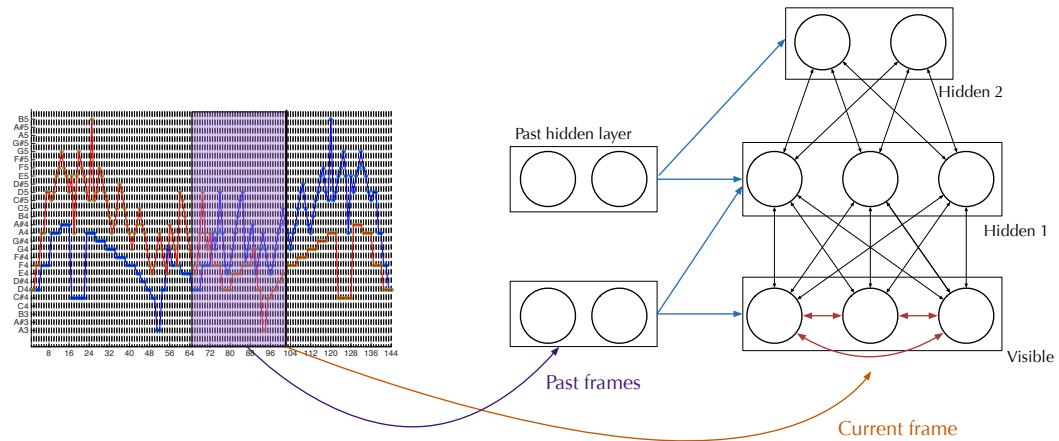 B5
A#5
A5
G#5
G5
F#5
F5
E5
D#5
D5
C#5
C5
B4
A#4
A4
G#4
G4
F#4
F4
E4
D#4
D4
C#4
C4
B3
A#3
A3
8 16 24 32 40 48 56 64 72 80 88 96 104 112 120 128 136 144
Past hidden layer
Hidden 2
Hidden 1
Visible
Past frames
Current frame